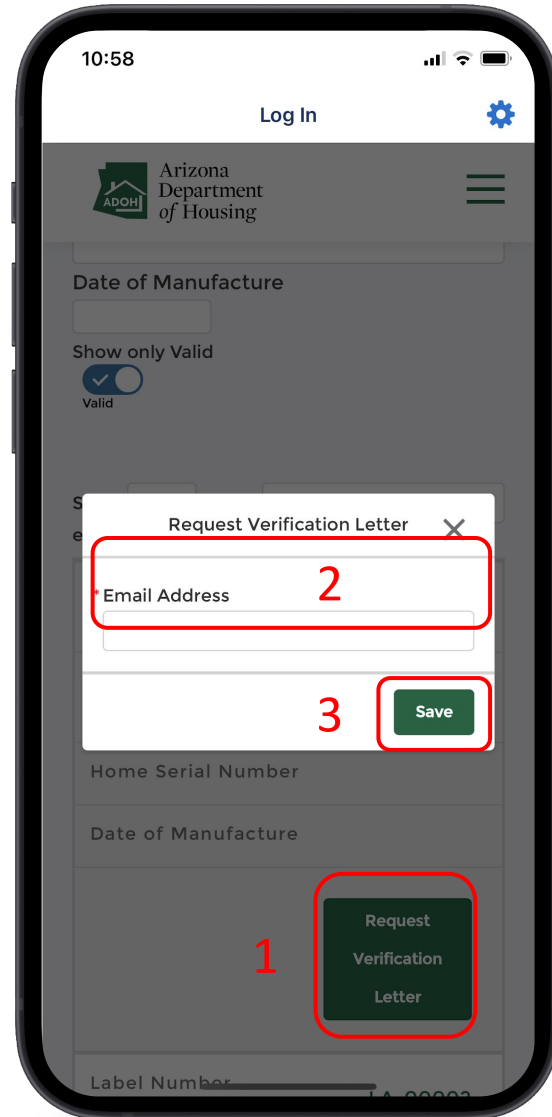 10:58
Log In
ADOH
Arizona
Department
of Housing
Date of Manufacture
Show only Valid
Valid
Request Verification Letter
* Email Address
2
3
Save
Home Serial Number
Date of Manufacture
1
Request
Verification
Letter
Label Number